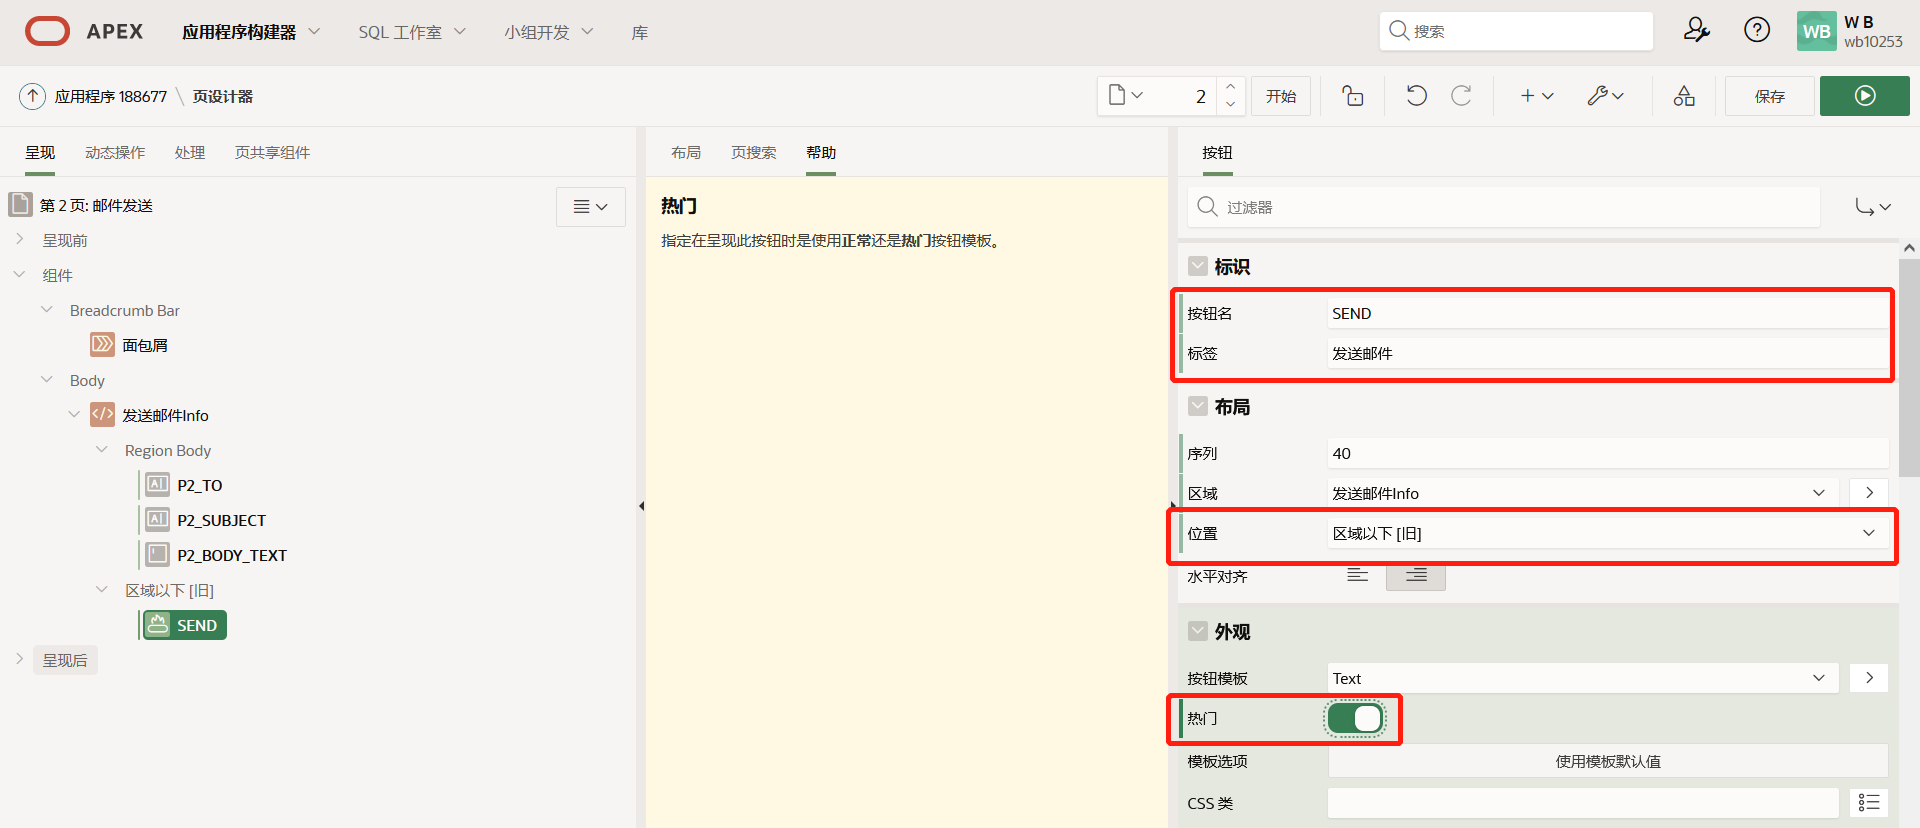 APEX
应用程序构建器
SQL 工作室
小组开发
库
搜索
WB
W B
wb10253
应用程序 188677 \ 页设计器
2
开始
保存
呈现
动态操作
处理
页共享组件
第 2 页: 邮件发送
呈现前
组件
Breadcrumb Bar
面包屑
Body
发送邮件Info
Region Body
P2_TO
P2_SUBJECT
P2_BODY_TEXT
区域以下 [旧]
SEND
呈现后
布局
页搜索
帮助
热门
指定在呈现此按钮时是使用正常还是热门按钮模板。
按钮
过滤器
标识
按钮名
SEND
标签
发送邮件
布局
序列
40
区域
发送邮件Info
位置
区域以下 [旧]
水平对齐
外观
按钮模板
Text
热门
模板选项
使用模板默认值
CSS 类